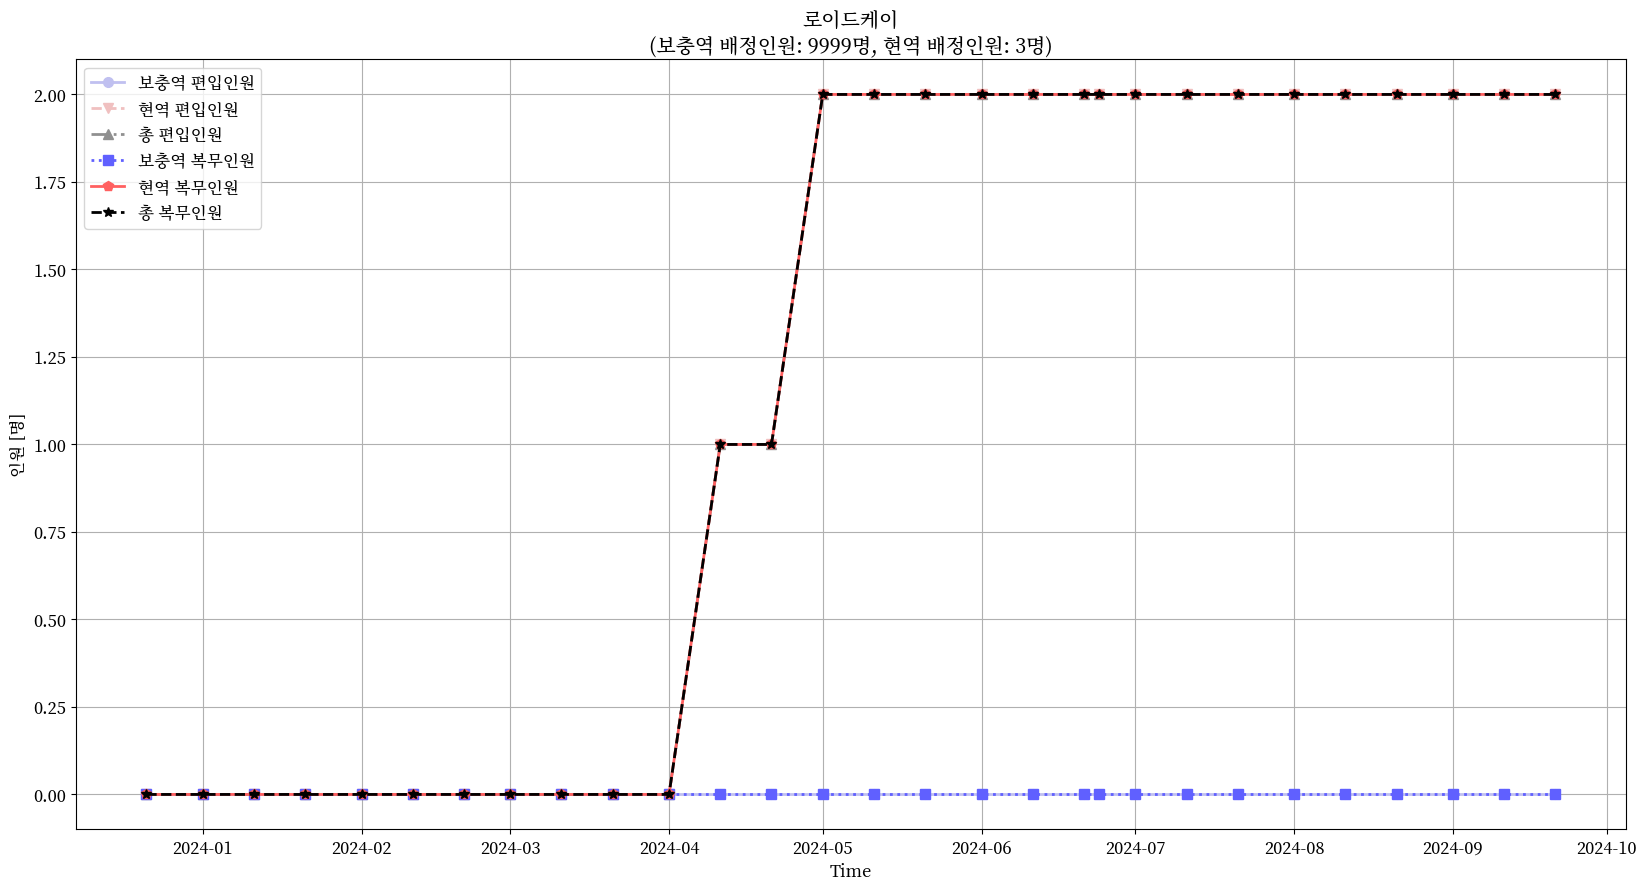 로이드케이
(보충역 배정인원: 9999명, 현역 배정인원: 3명)
보충역 편입인원
현역 편입인원
총 편입인원
보충역 복무인원
현역 복무인원
총 복무인원
2.00
1.75
1.50
1.25
1.00
0.75
0.50
0.25
0.00
인원 [명]
2024-01 2024-02 2024-03 2024-04 2024-05 2024-06 2024-07 2024-08 2024-09 2024-10
Time